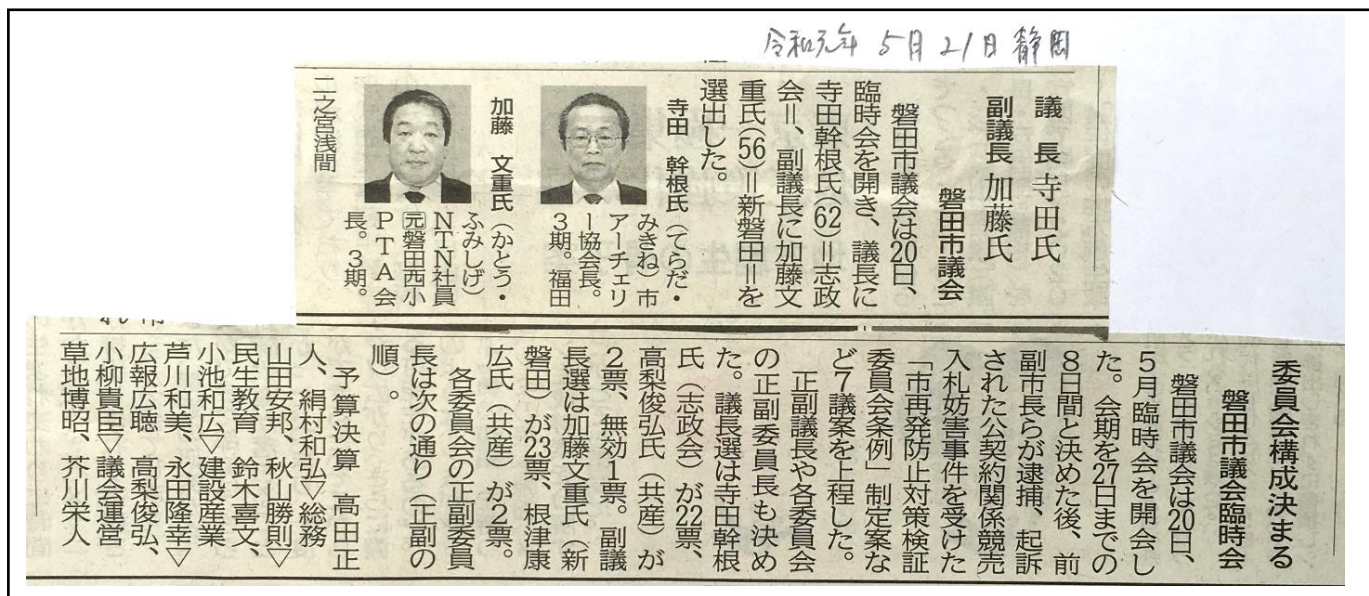 令和元年 5月21日 静岡
議 長 寺田氏
副議長 加藤氏
磐田市議会
磐田市議会は20日、
臨時会を開き、議長に
寺田幹根氏(62)＝志政
会＝、副議長に加藤文
重氏(56)＝新磐田＝を
選出した。
寺田 幹根氏(てらだ・
みきね)市
アーチェリ
ー協会長。
3期。福田
加藤 文重氏(かとう・
ふみしげ)
NTN社員
元磐田西小
PTA会
長。3期。
二之宮浅間
委員会構成決まる
磐田市議会臨時会
磐田市議会は20日、
5月臨時会を開会し
た。会期を27日までの
8日間と決めた後、前
副市長らが逮捕、起訴
された公契約関係競売
入札妨害事件を受けた
「市再発防止対策検証
委員会条例」制定案な
ど7議案を上程した。
正副議長や各委員会
の正副委員長も決め
た。議長選は寺田幹根
氏(志政会)が22票、
高梨俊弘氏(共産)が
2票、無効1票。副議
長選は加藤文重氏(新
磐田)が23票、根津康
広氏(共産)が2票。
各委員会の正副委員
長は次の通り(正副の
順)。
予算決算 高田正
人、絹村和弘▽総務
山田安邦、秋山勝則▽
民生教育 鈴木喜文、
小池和広▽建設産業
芦川和美、永田隆幸▽
広報広聴 高梨俊弘、
小柳貴臣▽議会運営
草地博昭、芥川栄人